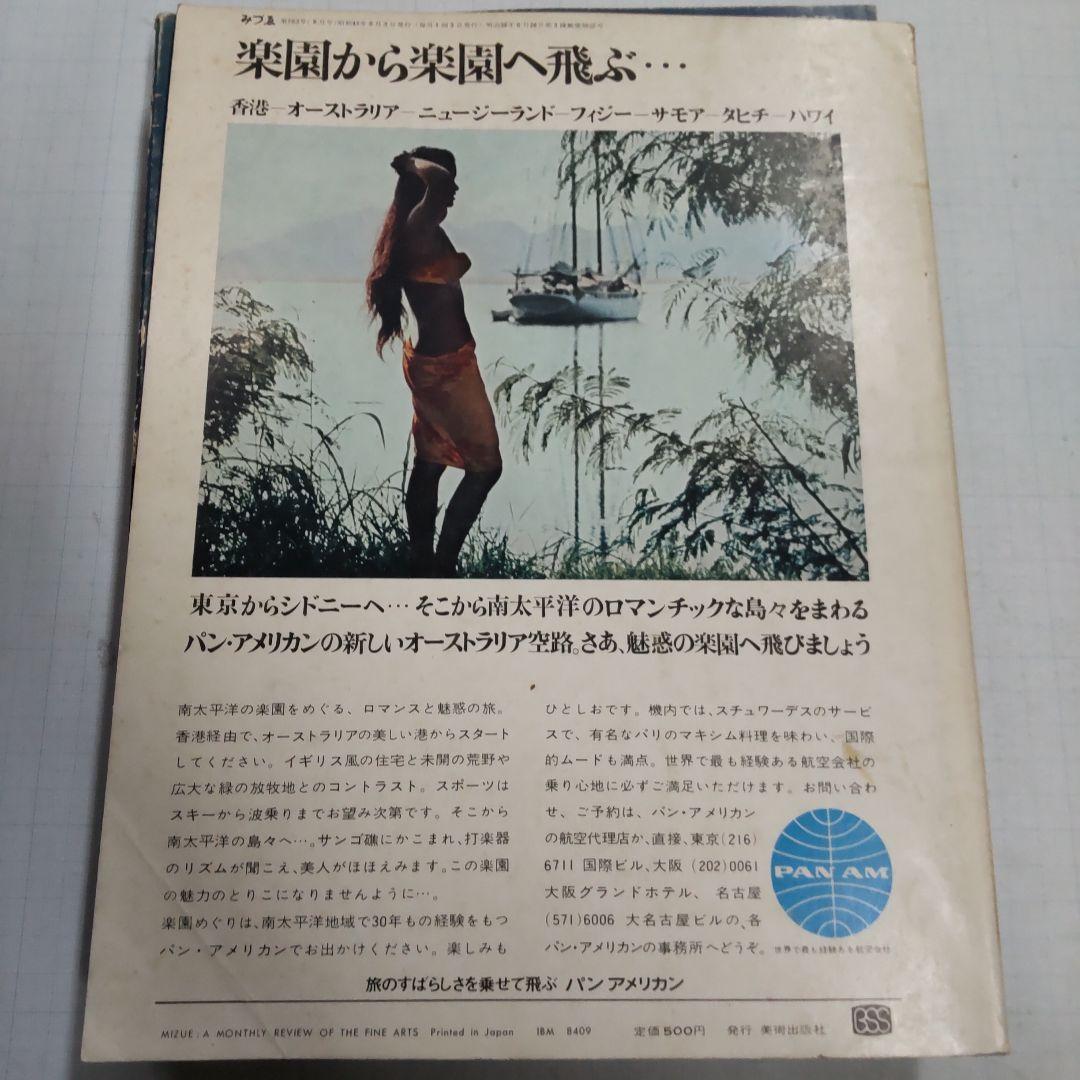 みづゑ
楽園から楽園へ飛ぶ…
香港−オーストラリア−ニュージーランド−フィジー−サモア−タヒチ−ハワイ
東京からシドニーへ… そこから南太平洋のロマンチックな島々をまわる
パン・アメリカンの新しいオーストラリア空路。さあ、魅惑の楽園へ飛びましょう
南太平洋の楽園をめぐる、ロマンスと魅惑の旅。
香港経由で、オーストラリアの美しい港からスタート
してください。イギリス風の住宅と未開の荒野や
広大な緑の放牧地とのコントラスト。スポーツは
スキーから波乗りまでお望み次第です。そこから
南太平洋の島々へ…。サンゴ礁にかこまれ、打楽器
のリズムが聞こえ、美人がほほえみます。この楽園
の魅力のとりこになりませんように…。
楽園めぐりは、南太平洋地域で30年もの経験をもつ
パン・アメリカンでお出かけください。楽しみも
ひとしおです。機内では、スチュワーデスのサービ
スで、有名なパリのマキシム料理を味わい、国際
的ムードも満点。世界で最も経験ある航空会社の
乗り心地に必ずご満足いただけます。お問い合わ
せ、ご予約は、パン・アメリカン
の航空代理店か、直接、東京(216)
6711 国際ビル、大阪 (202)0061
大阪グランドホテル、 名古屋
(571)6006 大名古屋ビルの、各
パン・アメリカンの事務所へどうぞ。
PAN AM
世界で最も経験ある航空会社
旅のすばらしさを乗せて飛ぶ パン アメリカン
MIZUE : A MONTHLY REVIEW OF THE FINE ARTS Printed in Japan IBM 8409 定価 500円 発行 美術出版社 BSS